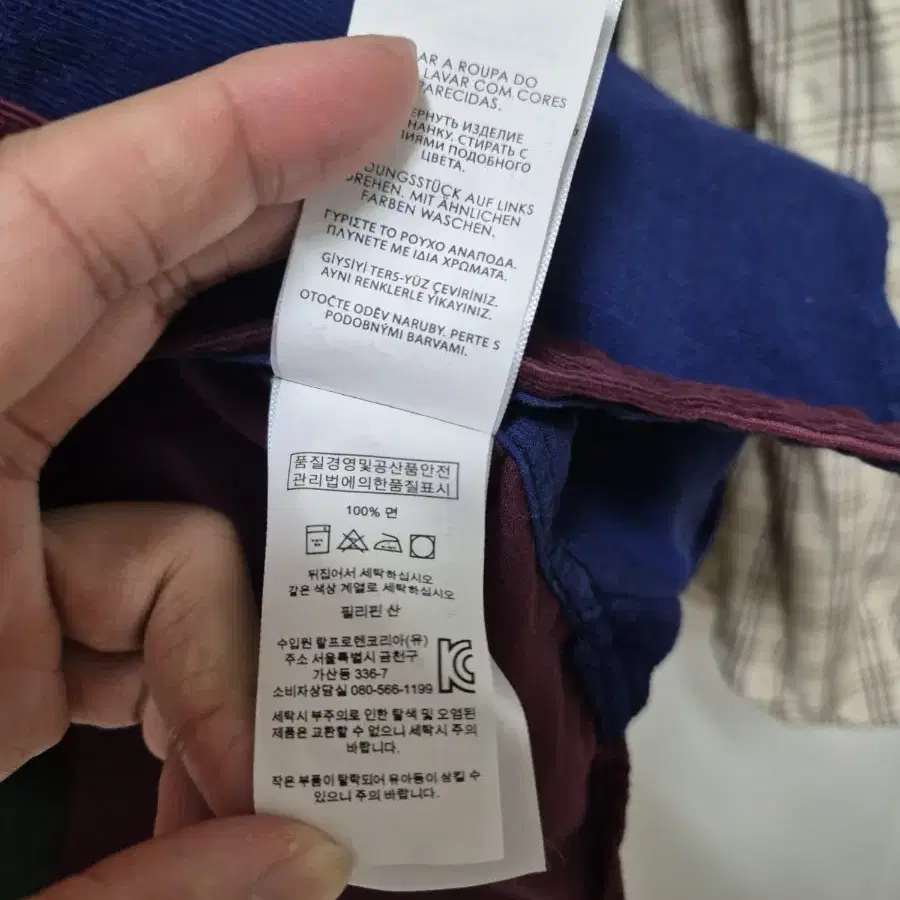 AR A ROUPA DO
LAVAR COM CORES
PARECIDAS.
ЕРНУТЬ ИЗДЕЛИЕ
НАНКУ. СТИРАТЬ С
ИЯМИ ПОДОБНОГО
ЦВЕТА.
DUNGSSTÜCK AUF LINKS
DREHEN. MIT ÄHNLICHEN
FARBEN WASCHEN.
ΓΥΡΙΣΤΕ ΤΟ ΡΟΥΧΟ ΑΝΑΠΟΔΑ.
ΠΛΥΝΕΤΕ ΜΕ ΙΔΙΑ ΧΡΩΜΑΤΑ.
GİYSİYİ TERS-YÜZ ÇEVİRİNİZ.
AYNI RENKLERLE YIKAYINIZ.
OTOČTE ODĚV NARUBY. PERTE S
PODOBNÝMI BARVAMI.
품질경영및공산품안전
관리법에의한품질표시
100% 면
뒤집어서 세탁하십시오
같은 색상 계열로 세탁하십시오
필리핀 산
수입원 랄프로렌코리아(유)
주소 서울특별시 금천구
가산동 336-7
소비자상담실 080-566-1199
세탁시 부주의로 인한 탈색 및 오염된
제품은 교환할 수 없으니 세탁시 주의
바랍니다.
작은 부품이 탈락되어 유아등이 삼킬 수
있으니 주의 바랍니다.